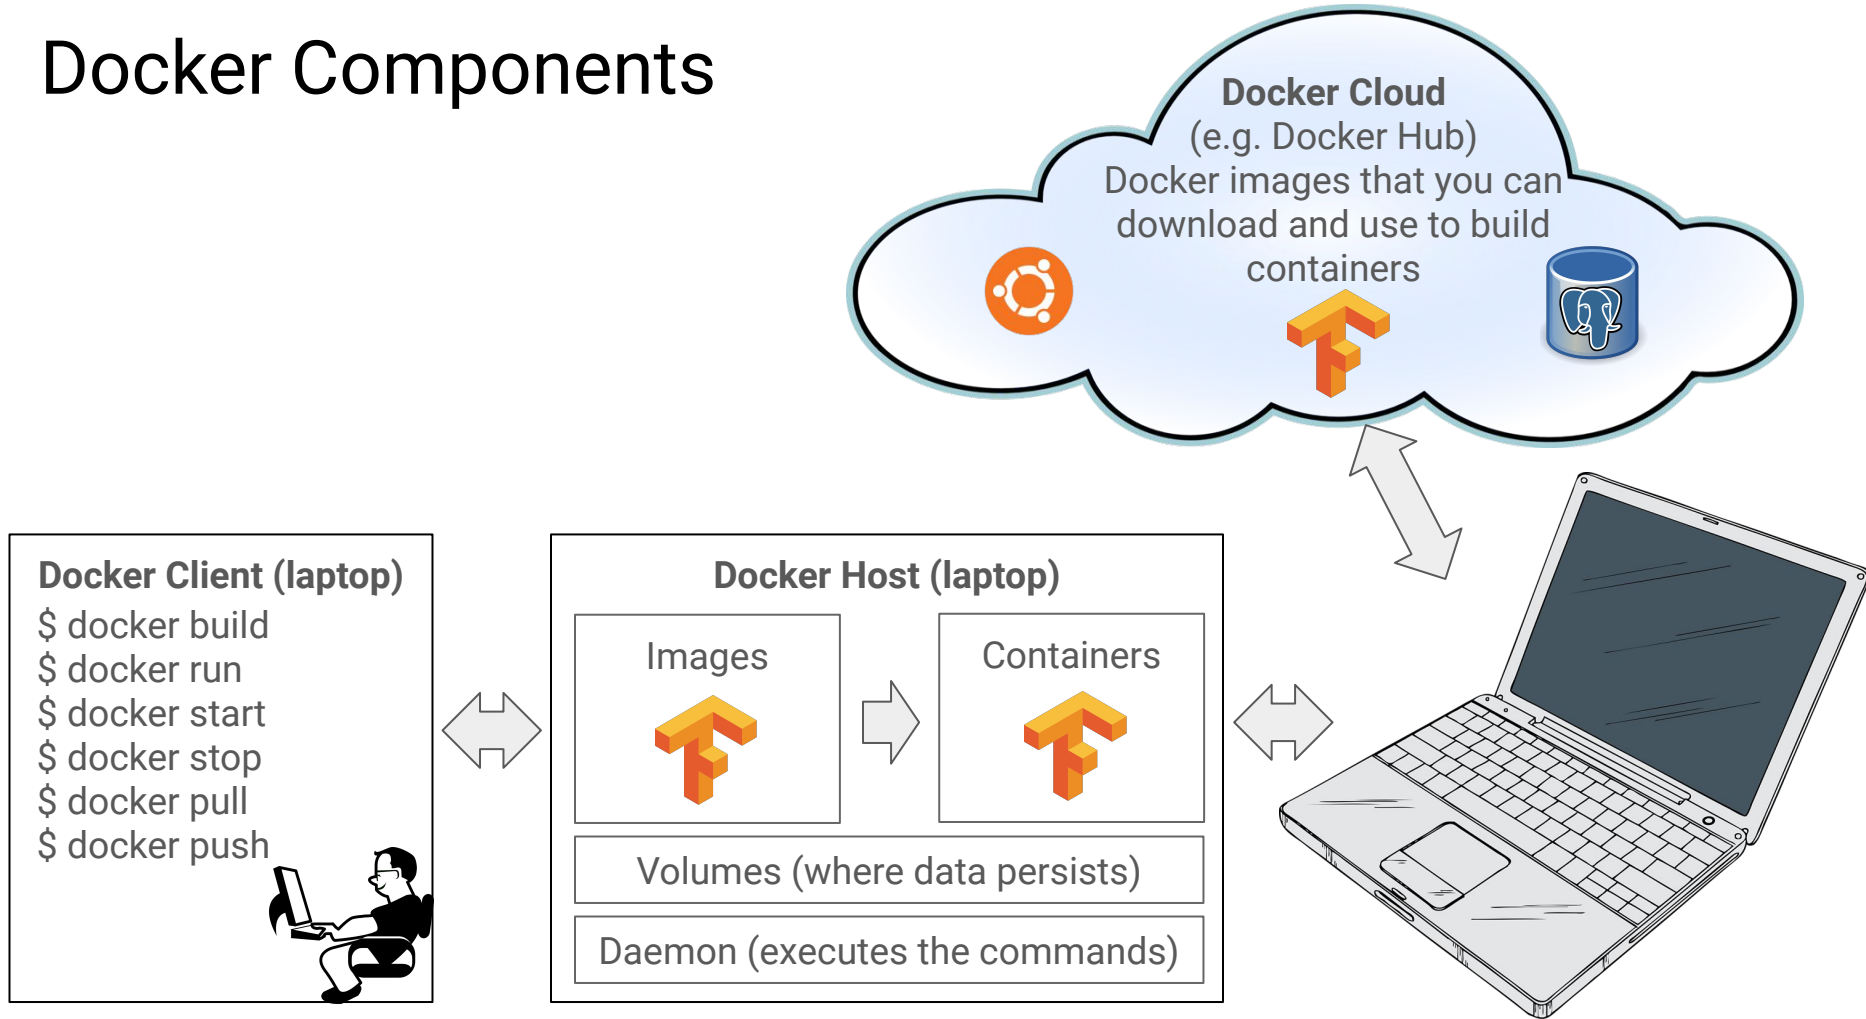 Docker Components
Docker Cloud
(e.g. Docker Hub)
Docker images that you can
download and use to build
containers
Docker Client (laptop)
$ docker build
$ docker run
$ docker start
$ docker stop
$ docker pull
$ docker push
Docker Host (laptop)
Images
Containers
Volumes (where data persists)
Daemon (executes the commands)